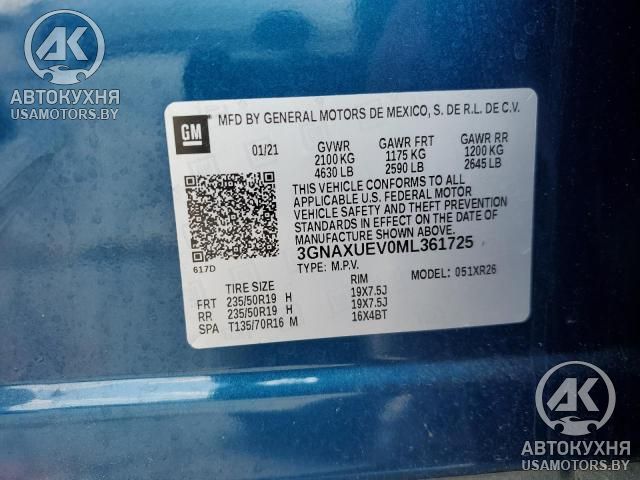 AK
АВТОКУХНЯ
USAMOTORS.BY
GM
MFD BY GENERAL MOTORS DE MEXICO, S. DE R.L. DE C.V.
01/21 GVWR GAWR FRT GAWR RR
2100 KG 1175 KG 1200 KG
4630 LB 2590 LB 2645 LB
THIS VEHICLE CONFORMS TO ALL
APPLICABLE U.S. FEDERAL MOTOR
VEHICLE SAFETY AND THEFT PREVENTION
STANDARDS IN EFFECT ON THE DATE OF
MANUFACTURE SHOWN ABOVE.
3GNAXUEV0ML361725
TYPE: M.P.V. MODEL: 051XR26
617D
TIRE SIZE RIM
FRT 235/50R19 H 19X7.5J
RR 235/50R19 H 19X7.5J
SPA T135/70R16 M 16X4BT
AK
АВТОКУХНЯ
USAMOTORS.BY